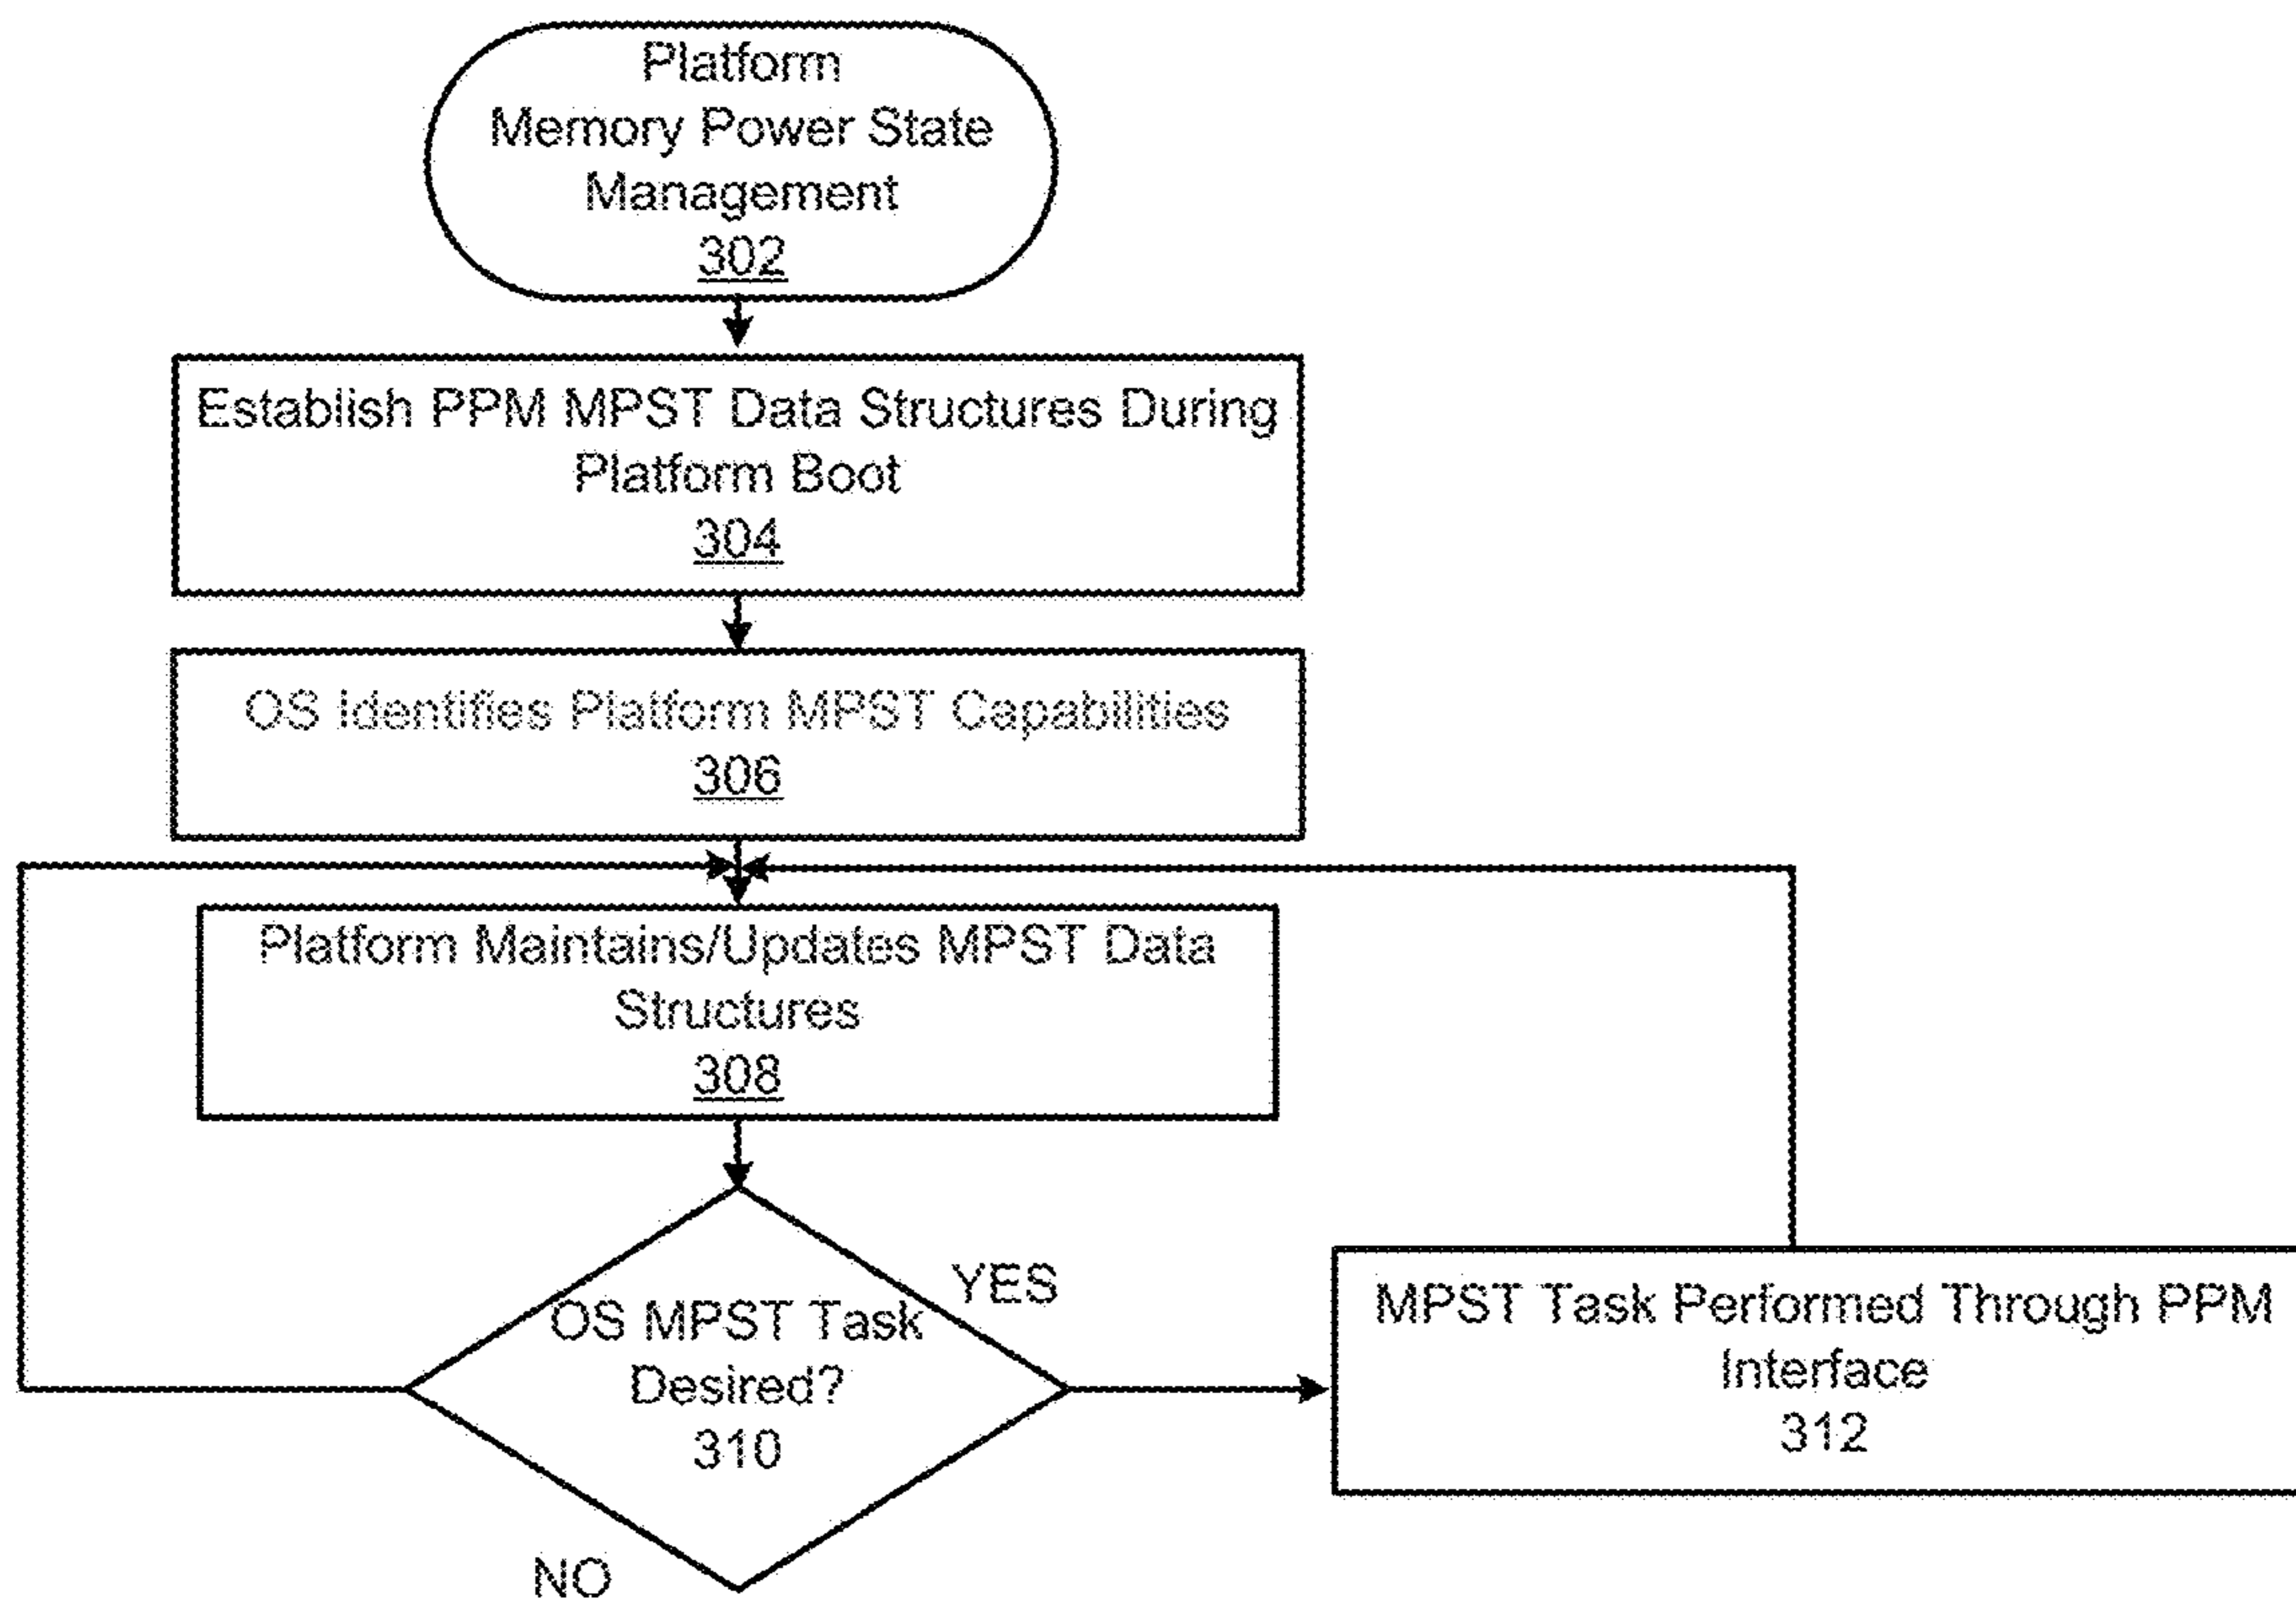 Platform
Memory Power State
Management
302
Establish PPM MPST Data Structures During
Platform Boot
304
OS Identifies Platform MPST Capabilities
306
Platform Maintains/Updates MPST Data
Structures
308
YES
OS MPST Task
Desired?
310
NO
MPST Task Performed Through PPM
Interface
312